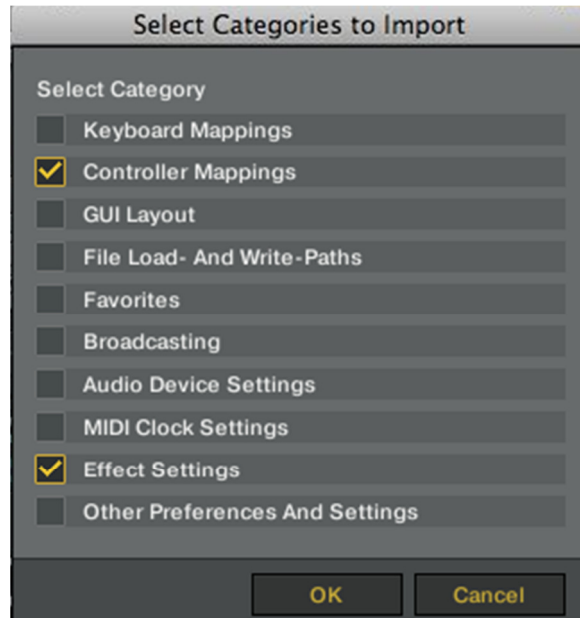 Select Categories to Import
Select Category
Keyboard Mappings
Controller Mappings
GUI Layout
File Load- And Write-Paths
Favorites
Broadcasting
Audio Device Settings
MIDI Clock Settings
Effect Settings
Other Preferences And Settings
OK Cancel